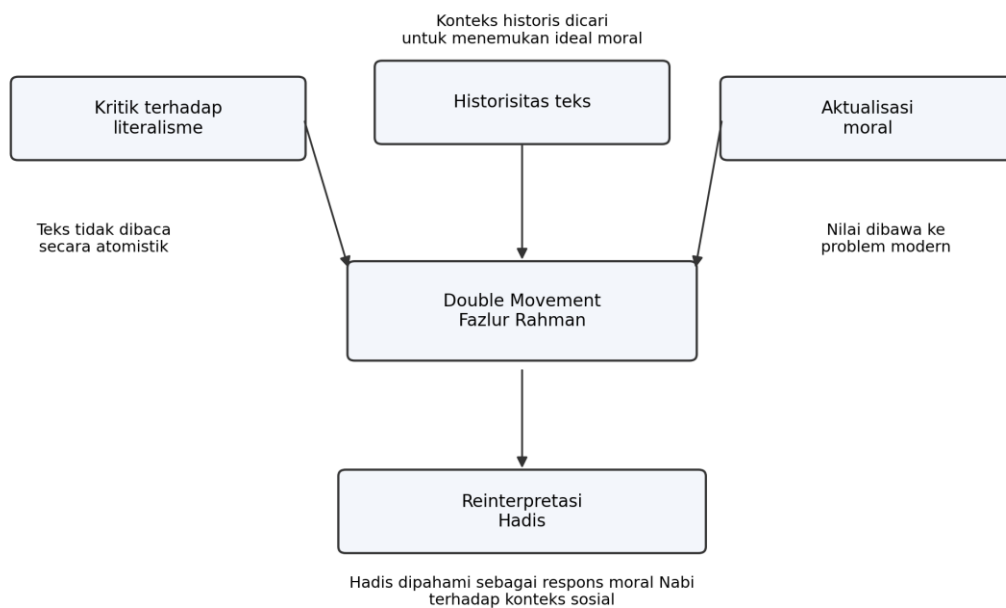 Konteks historis dicari
untuk menemukan ideal moral
Kritik terhadap
literalisme
Historisitas teks
Aktualisasi
moral
Teks tidak dibaca
secara atomistik
Nilai dibawa ke
problem modern
Double Movement
Fazlur Rahman
Reinterpretasi
Hadis
Hadis dipahami sebagai respons moral Nabi
terhadap konteks sosial